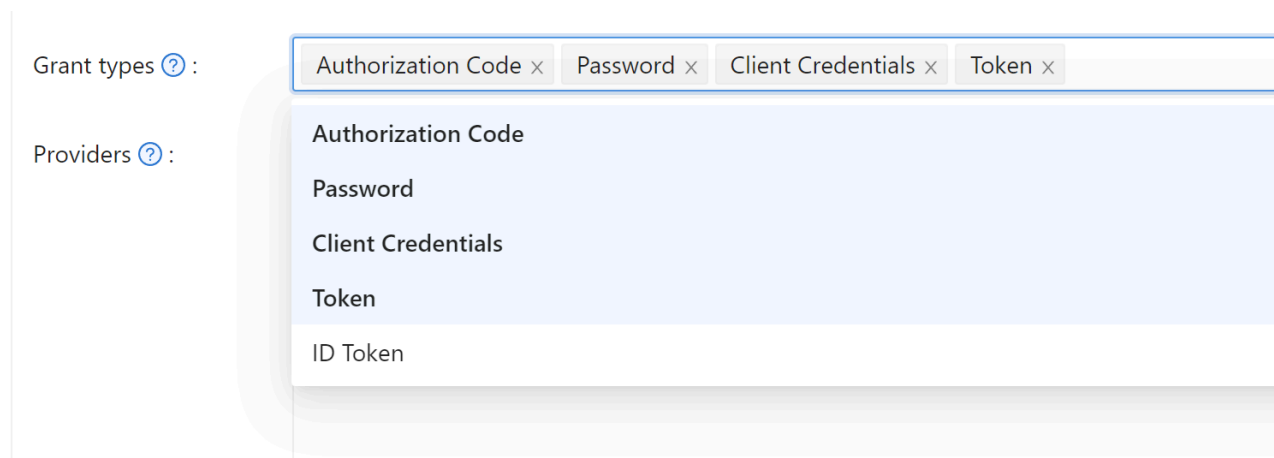 Grant types ? :
Authorization Code × Password × Client Credentials × Token ×
Authorization Code
Providers ? :
Password
Client Credentials
Token
ID Token